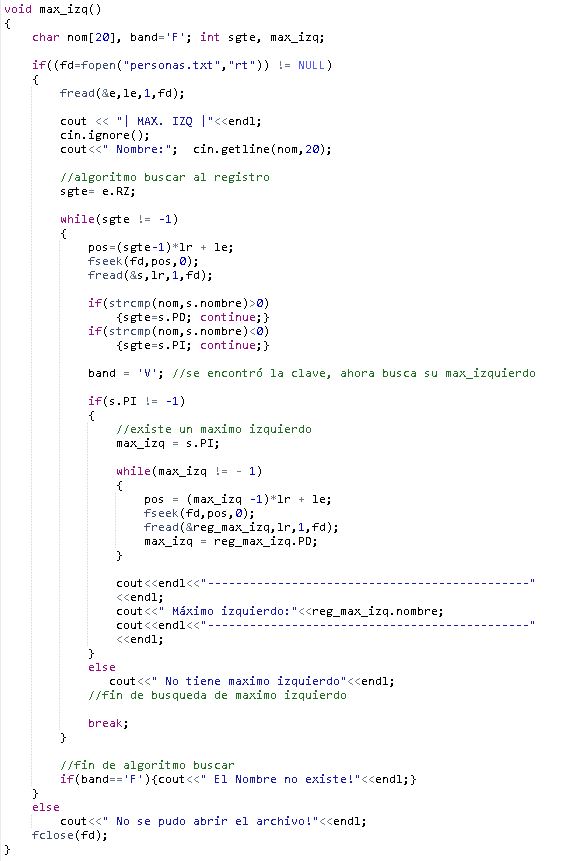 void max_izq()
{
    char nom[20], band='F'; int sgte, max_izq;

    if((fd=fopen("personas.txt","rt")) != NULL)
    {
        fread(&e,le,1,fd);

        cout << "| MAX. IZQ |"<<endl;
        cin.ignore();
        cout<<" Nombre:";  cin.getline(nom,20);

        //algoritmo buscar al registro
        sgte= e.RZ;

        while(sgte != -1)
        {
            pos=(sgte-1)*lr + le;
            fseek(fd,pos,0);
            fread(&s,lr,1,fd);

            if(strcmp(nom,s.nombre)>0)
                {sgte=s.PD; continue;}
            if(strcmp(nom,s.nombre)<0)
                {sgte=s.PI; continue;}

            band = 'V'; //se encontró la clave, ahora busca su max_izquierdo

            if(s.PI != -1)
            {
                //existe un maximo izquierdo
                max_izq = s.PI;

                while(max_izq != - 1)
                {
                    pos = (max_izq -1)*lr + le;
                    fseek(fd,pos,0);
                    fread(&reg_max_izq,lr,1,fd);
                    max_izq = reg_max_izq.PD;
                }

                cout<<endl<<"----------------------------------------------"
                <<endl;
                cout<<" Máximo izquierdo:"<<reg_max_izq.nombre;
                cout<<endl<<"----------------------------------------------"
                <<endl;
            }
            else
               cout<<" No tiene maximo izquierdo"<<endl;
            //fin de busqueda de maximo izquierdo

            break;
        }

        //fin de algoritmo buscar
        if(band=='F'){cout<<" El Nombre no existe!"<<endl;}
    }
    else
        cout<<" No se pudo abrir el archivo!"<<endl;
    fclose(fd);
}